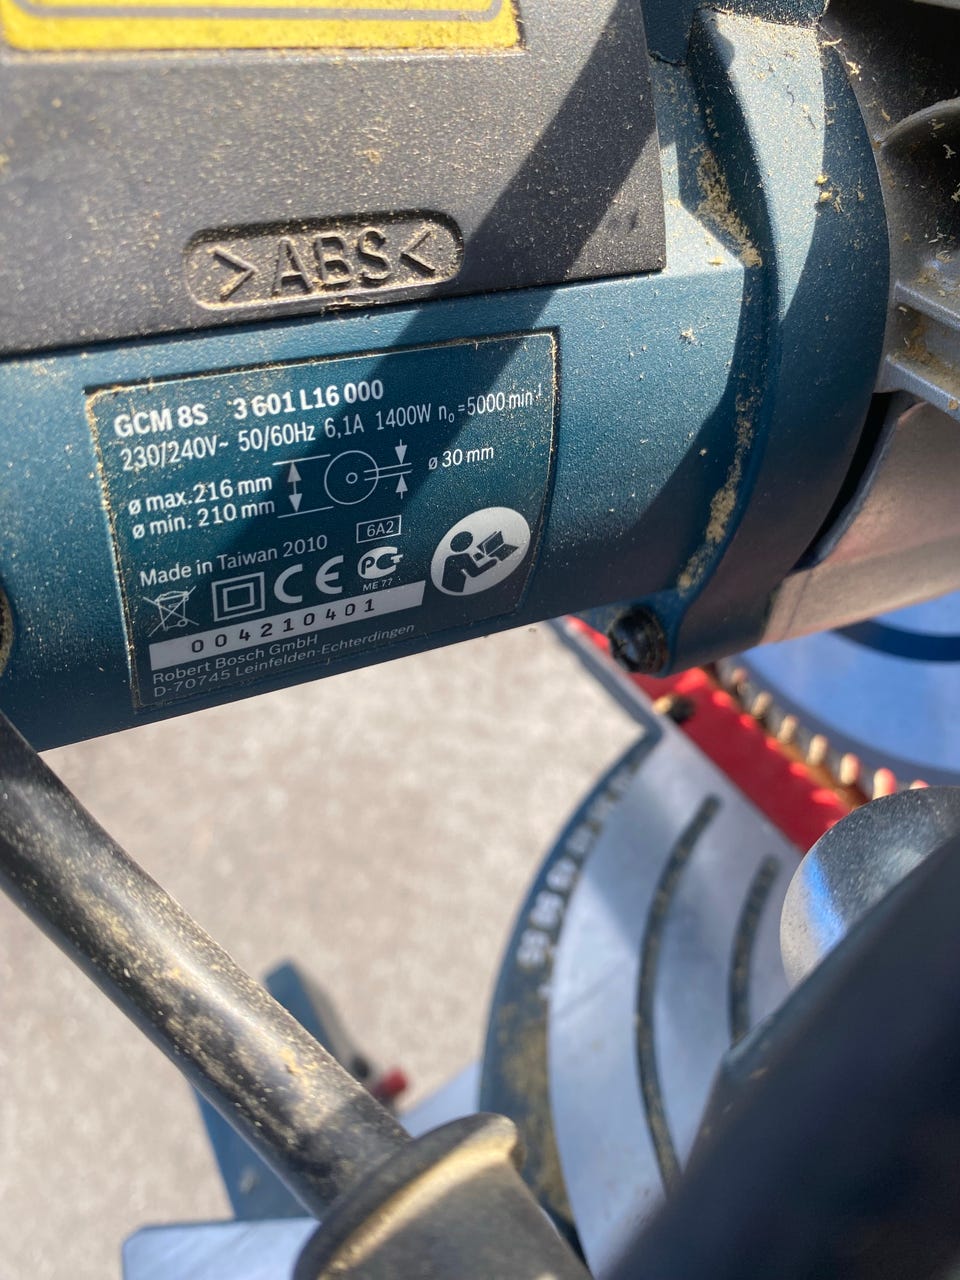 >ABS<
GCM 8S 3 601 L16 000
230/240V~ 50/60Hz 6,1A 1400W n₀=5000 min⁻¹
ø max. 216 mm
ø min. 210 mm
ø 30 mm
Made in Taiwan 2010
6A2
CE
PCT
ME 77
004210401
Robert Bosch GmbH
D-70745 Leinfelden-Echterdingen